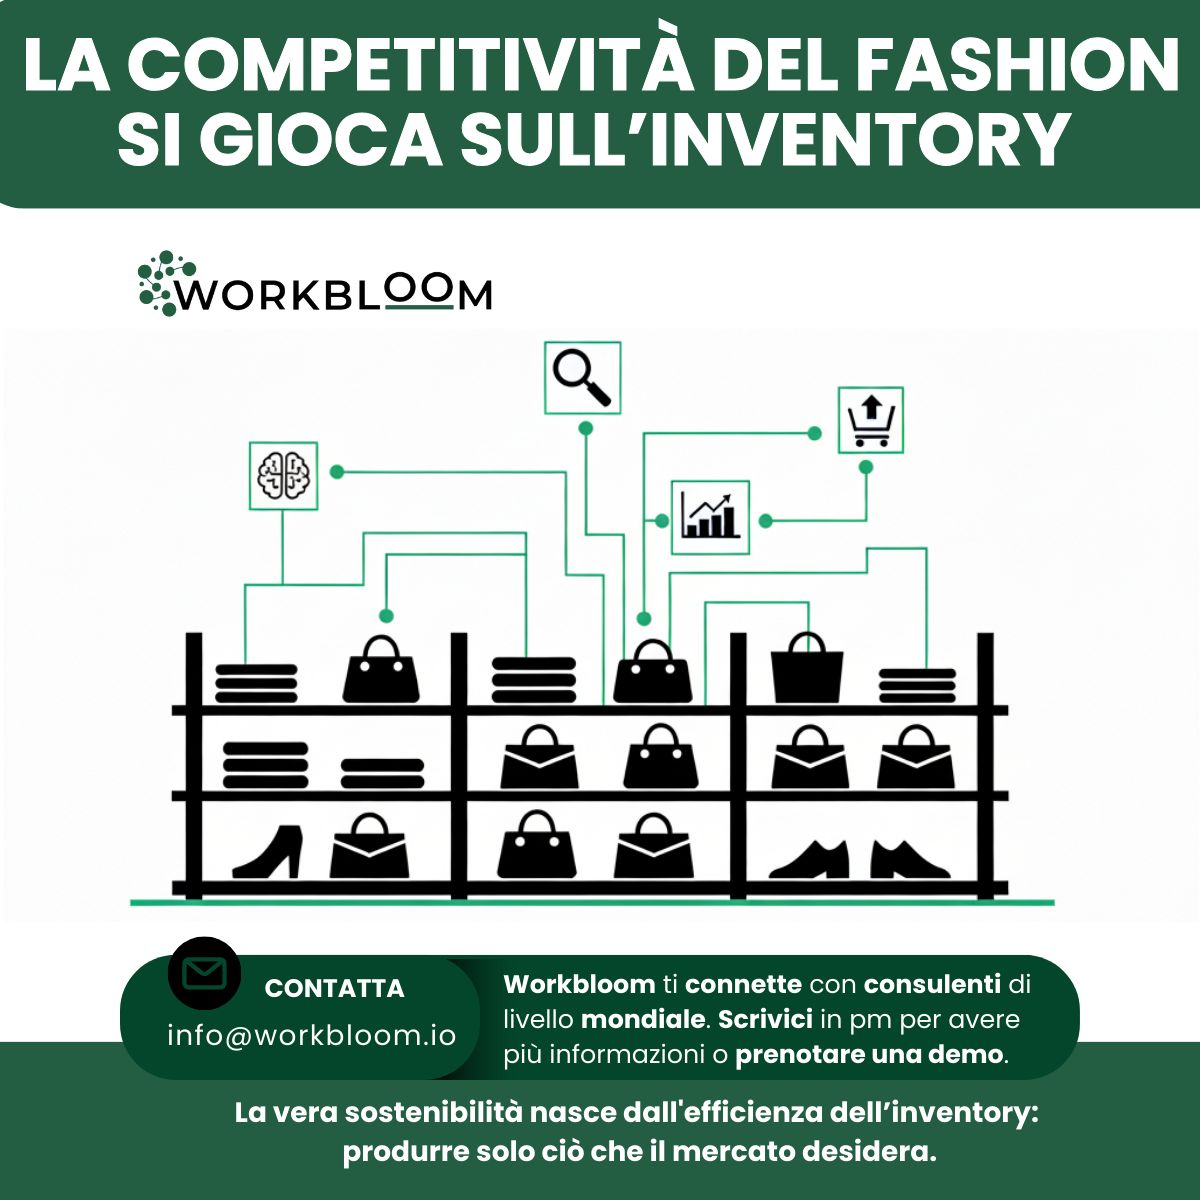 LA COMPETITIVITÀ DEL FASHION
SI GIOCA SULL’INVENTORY
WORKBLOOM
CONTATTA
info@workbloom.io
Workbloom ti connette con consulenti di
livello mondiale. Scrivici in pm per avere
più informazioni o prenotare una demo.
La vera sostenibilità nasce dall'efficienza dell’inventory:
produrre solo ciò che il mercato desidera.